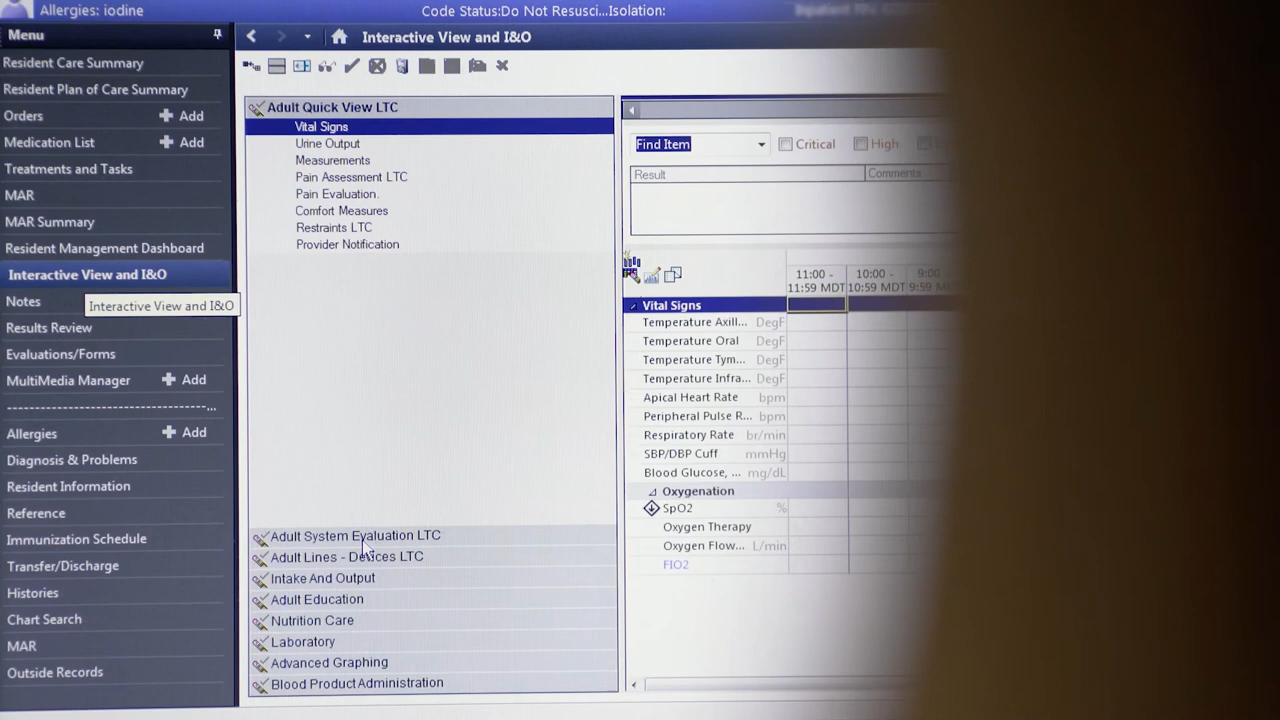 Allergies: iodine
Code Status:Do Not Resusci...Isolation:
Menu
Resident Care Summary
Resident Plan of Care Summary
Orders + Add
Medication List + Add
Treatments and Tasks
MAR
MAR Summary
Resident Management Dashboard
Interactive View and I&O
Notes
Interactive View and I&O
Results Review
Evaluations/Forms
MultiMedia Manager + Add
-----------------------------------...
Allergies + Add
Diagnosis & Problems
Resident Information
Reference
Immunization Schedule
Transfer/Discharge
Histories
Chart Search
MAR
Outside Records
Interactive View and I&O
Adult Quick View LTC
Vital Signs
Urine Output
Measurements
Pain Assessment LTC
Pain Evaluation.
Comfort Measures
Restraints LTC
Provider Notification
Adult System Evaluation LTC
Adult Lines - Devices LTC
Intake And Output
Adult Education
Nutrition Care
Laboratory
Advanced Graphing
Blood Product Administration
Find Item
Critical
High
Result
Comments
11:00 - 10:00 - 9:00
11:59 MDT 10:59 MDT 9:59
Vital Signs
Temperature Axill... DegF
Temperature Oral DegF
Temperature Tym... DegF
Temperature Infra... DegF
Apical Heart Rate bpm
Peripheral Pulse R... bpm
Respiratory Rate br/min
SBP/DBP Cuff mmHg
Blood Glucose, ... mg/dL
Oxygenation
SpO2 %
Oxygen Therapy
Oxygen Flow... L/min
FIO2